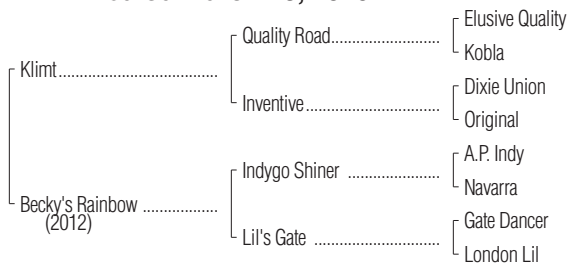 Elusive Quality
Quality Road
Kobla
Klimt
Dixie Union
Inventive
Original
A.P. Indy
Indygo Shiner
Navarra
Becky's Rainbow
(2012)
Gate Dancer
Lil's Gate
London Lil